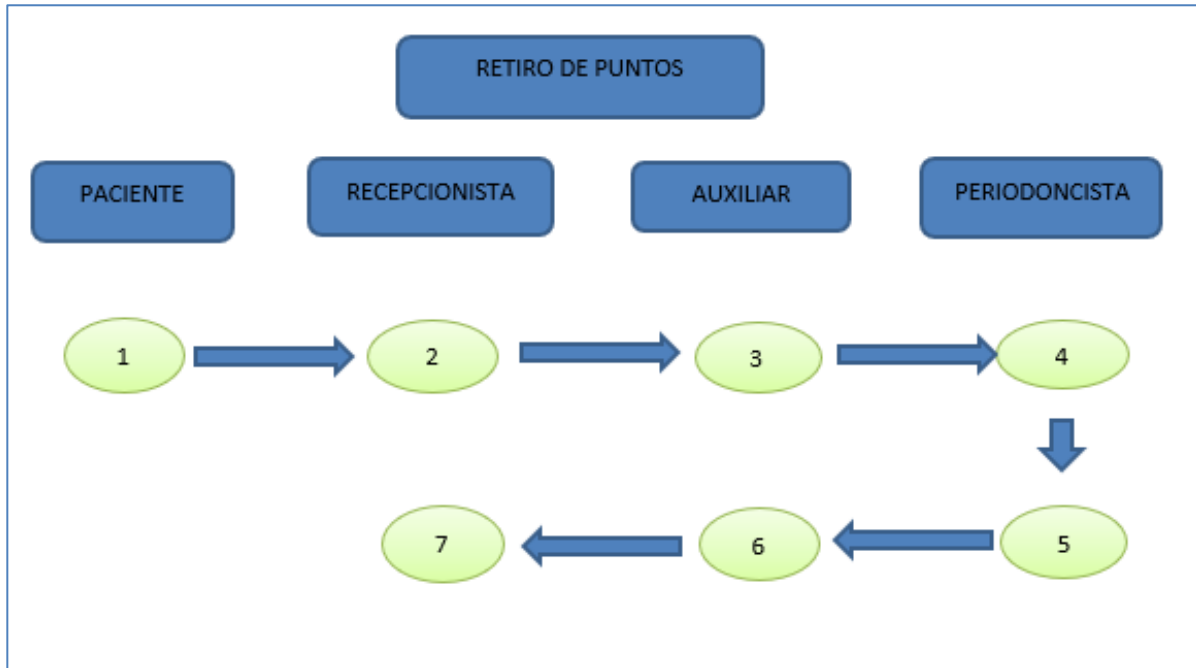 RETIRO DE PUNTOS
PACIENTE
RECEPCIONISTA
AUXILIAR
PERIODONCISTA
1
2
3
4
7
6
5